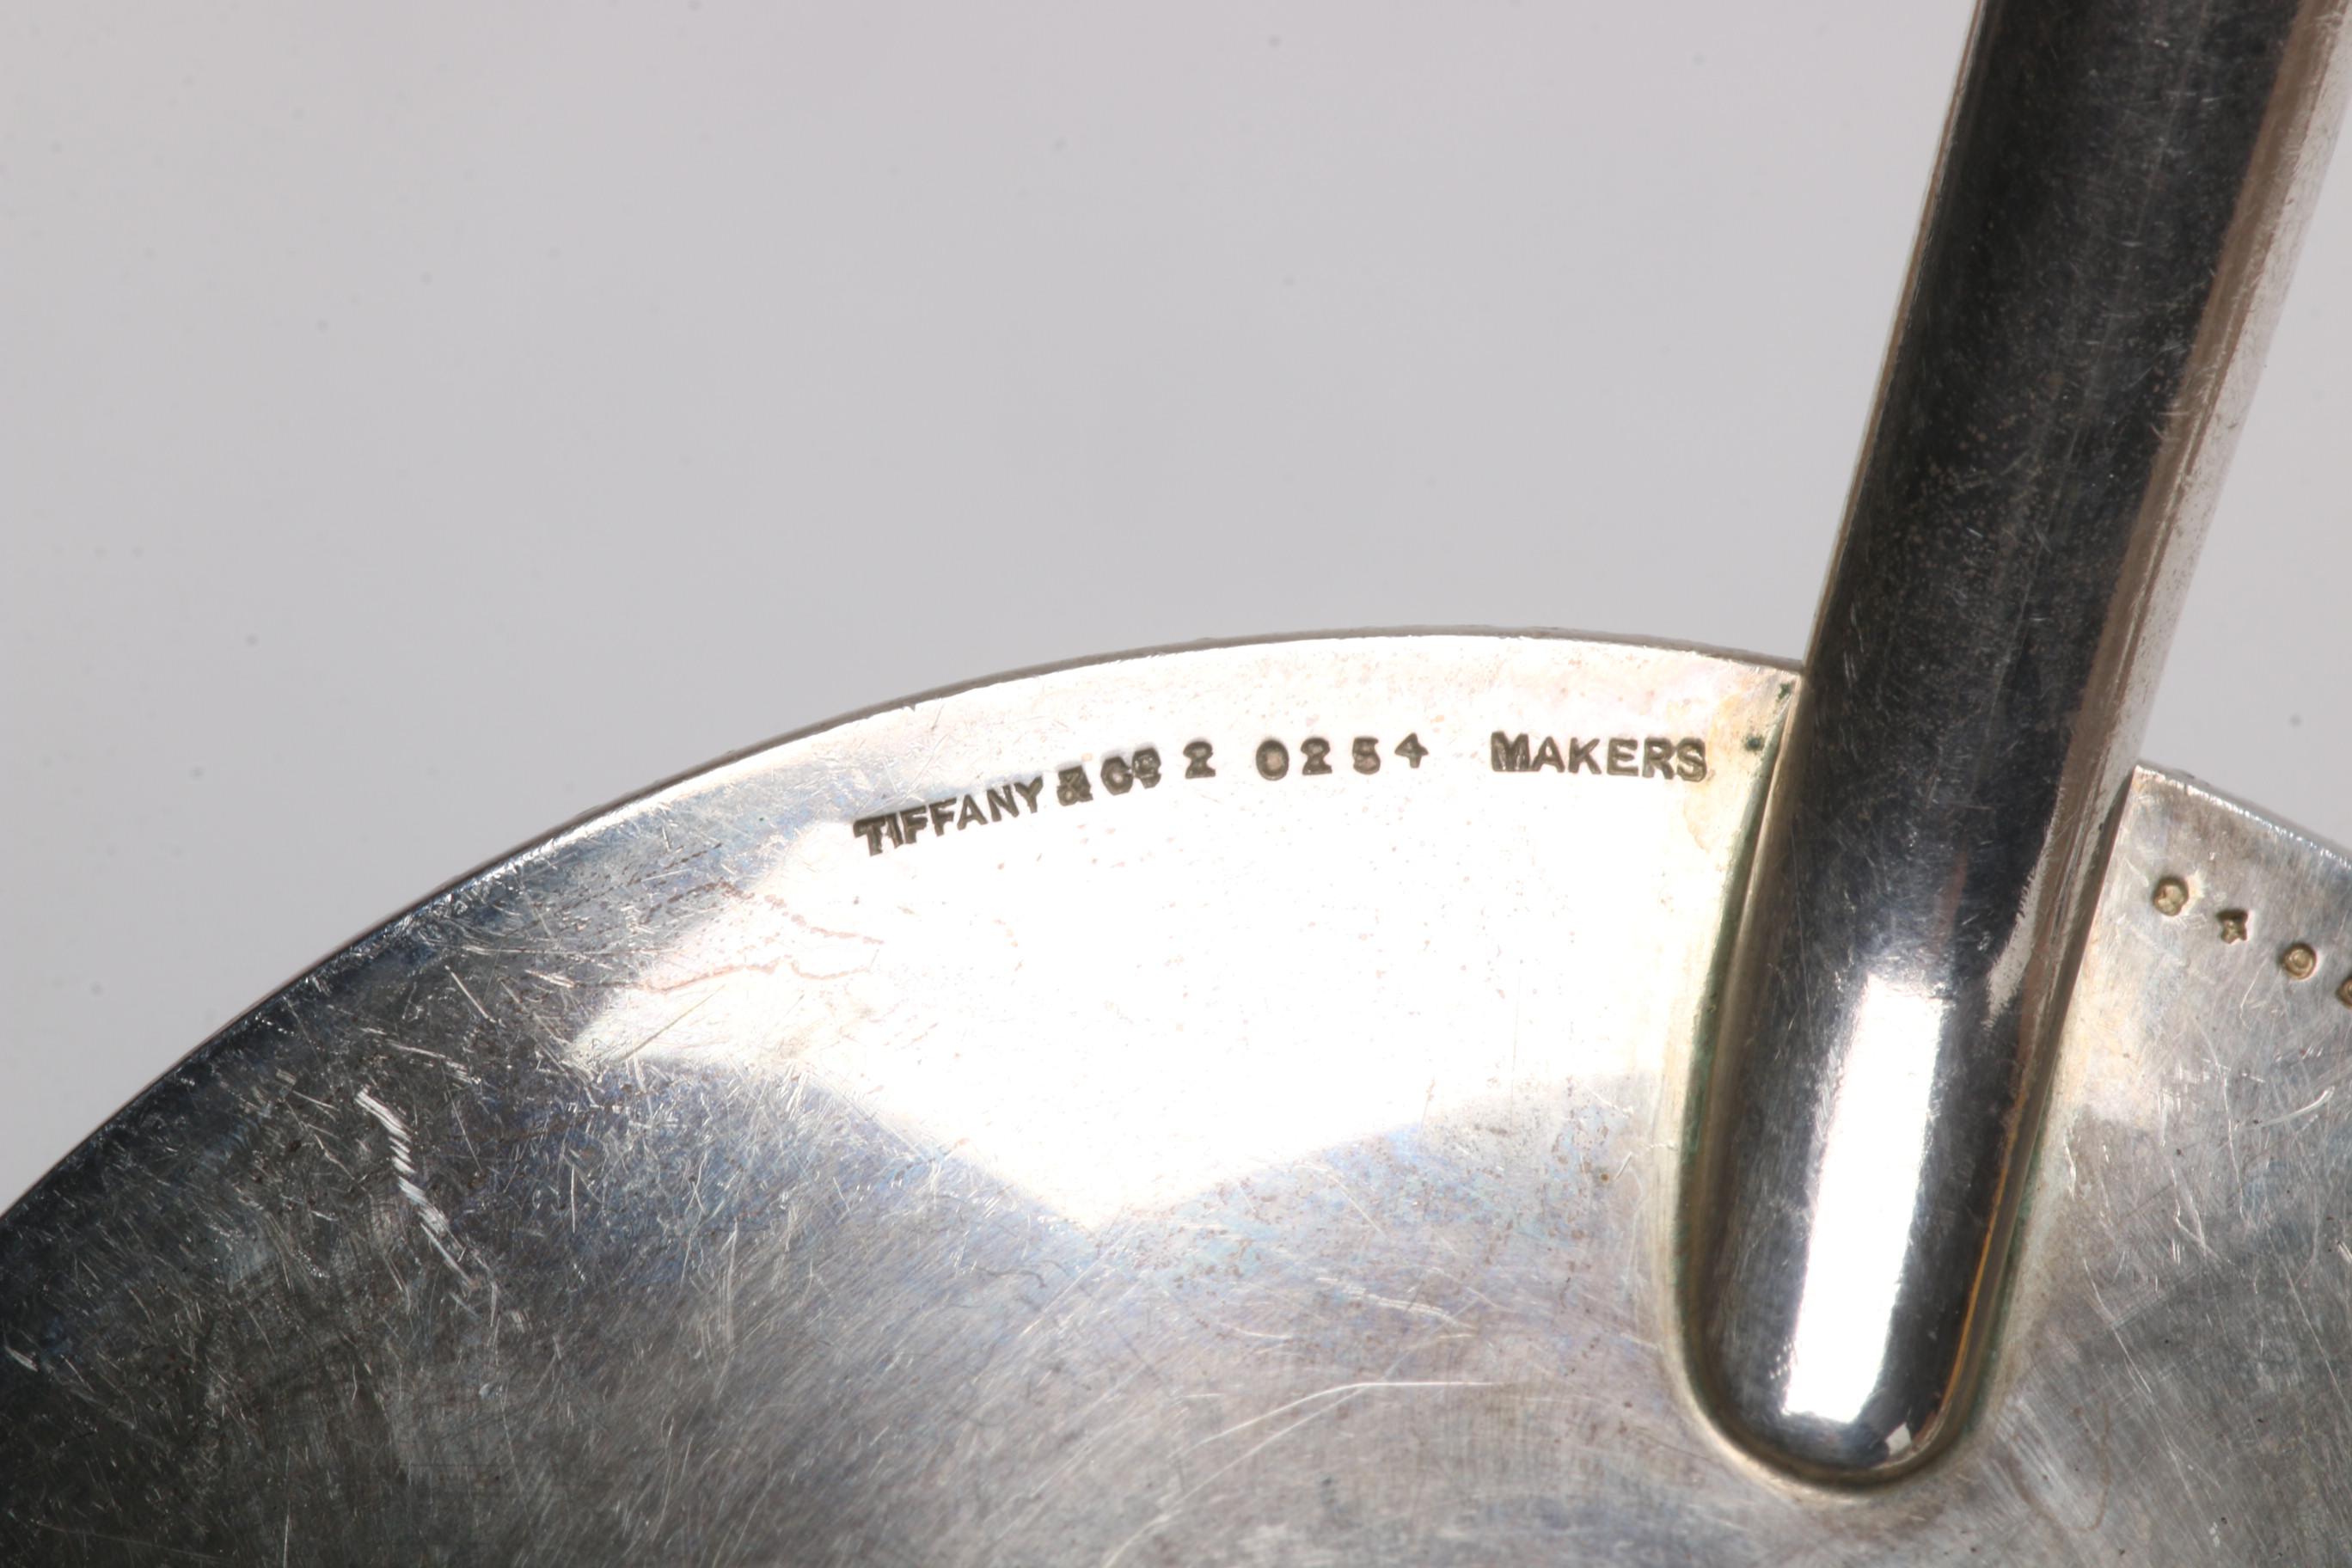 TIFFANY & Co 2 0254 MAKERS